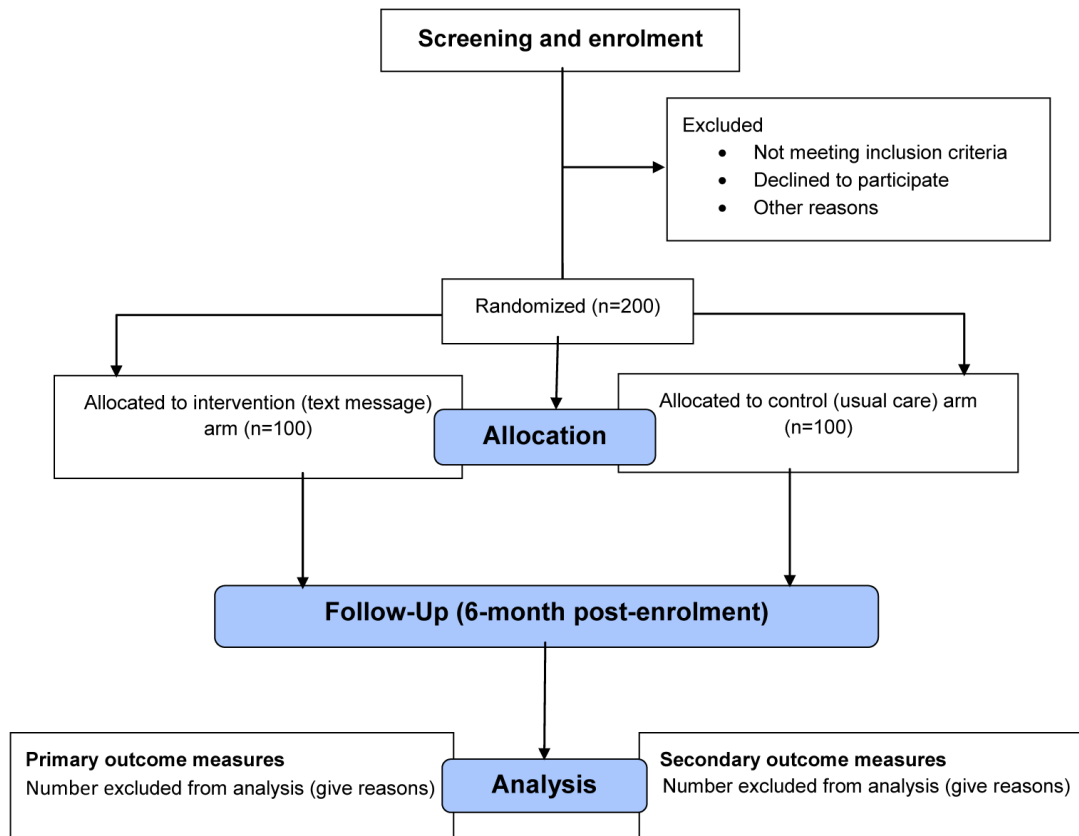 Screening and enrolment
Excluded
• Not meeting inclusion criteria
• Declined to participate
• Other reasons
Randomized (n=200)
Allocated to intervention (text message)
arm (n=100)
Allocation
Allocated to control (usual care) arm
(n=100)
Follow-Up (6-month post-enrolment)
Primary outcome measures
Number excluded from analysis (give reasons)
Analysis
Secondary outcome measures
Number excluded from analysis (give reasons)